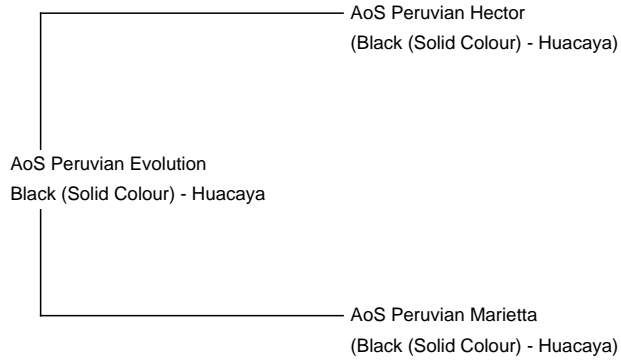 AoS Peruvian Hector
(Black (Solid Colour) - Huacaya)
AoS Peruvian Evolution
Black (Solid Colour) - Huacaya
AoS Peruvian Marietta
(Black (Solid Colour) - Huacaya)